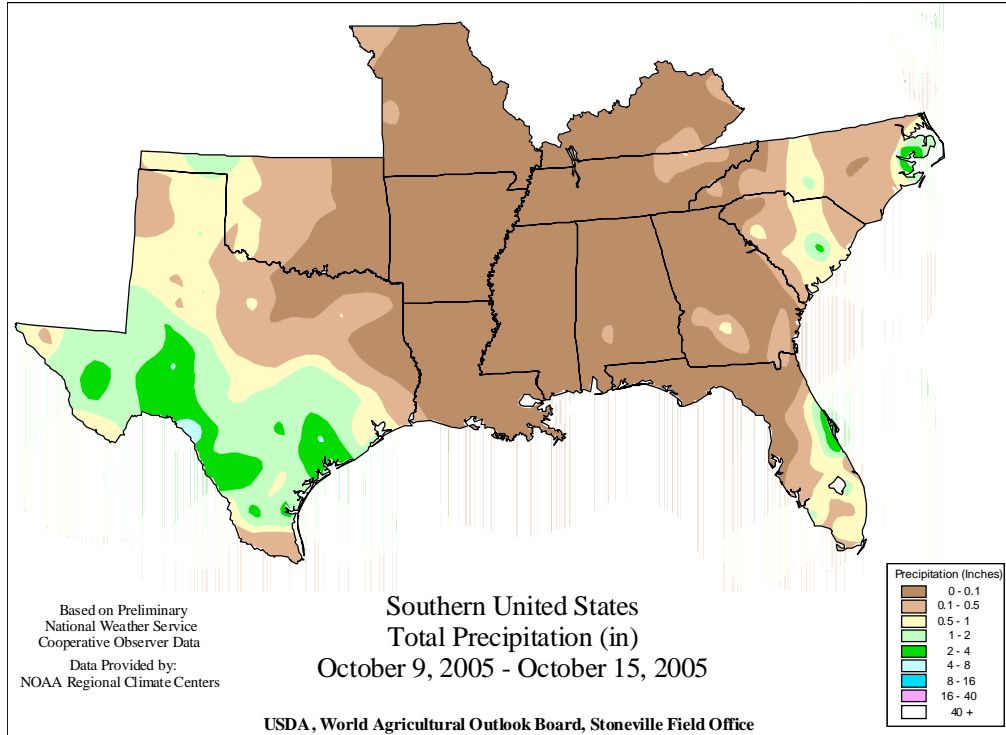 Precipitation (Inches)
0 - 0.1
0.1 - 0.5
0.5 - 1
1 - 2
2 - 4
4 - 8
8 - 16
16 - 40
40 +
Based on Preliminary
National Weather Service
Cooperative Observer Data
Data Provided by:
NOAA Regional Climate Centers
Southern United States
Total Precipitation (in)
October 9, 2005 - October 15, 2005
USDA, World Agricultural Outlook Board, Stoneville Field Office